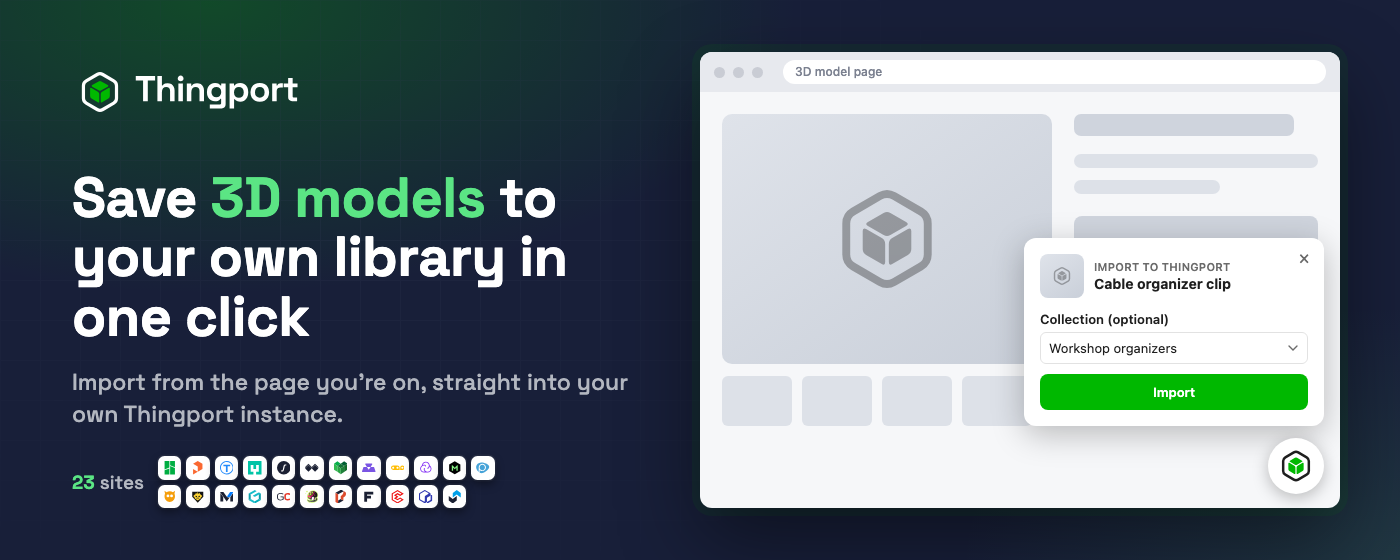 Thingport
Save 3D models to
your own library in
one click
Import from the page you’re on, straight into your
own Thingport instance.
23 sites
GC
3D model page
IMPORT TO THINGPORT
Cable organizer clip
Collection (optional)
Workshop organizers
Import